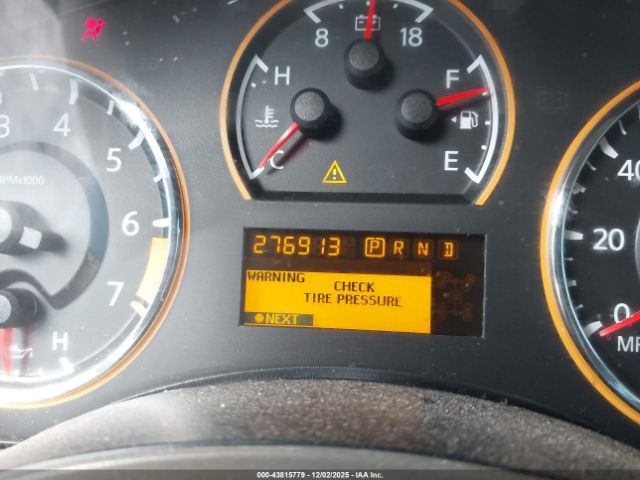 8 18
H F
C E
3 4 5 6 7
RPMx1000
H
276913 P R N D
WARNING
CHECK
TIRE PRESSURE
NEXT
40
20
0
000-43815779 - 12/02/2025 - IAA Inc.